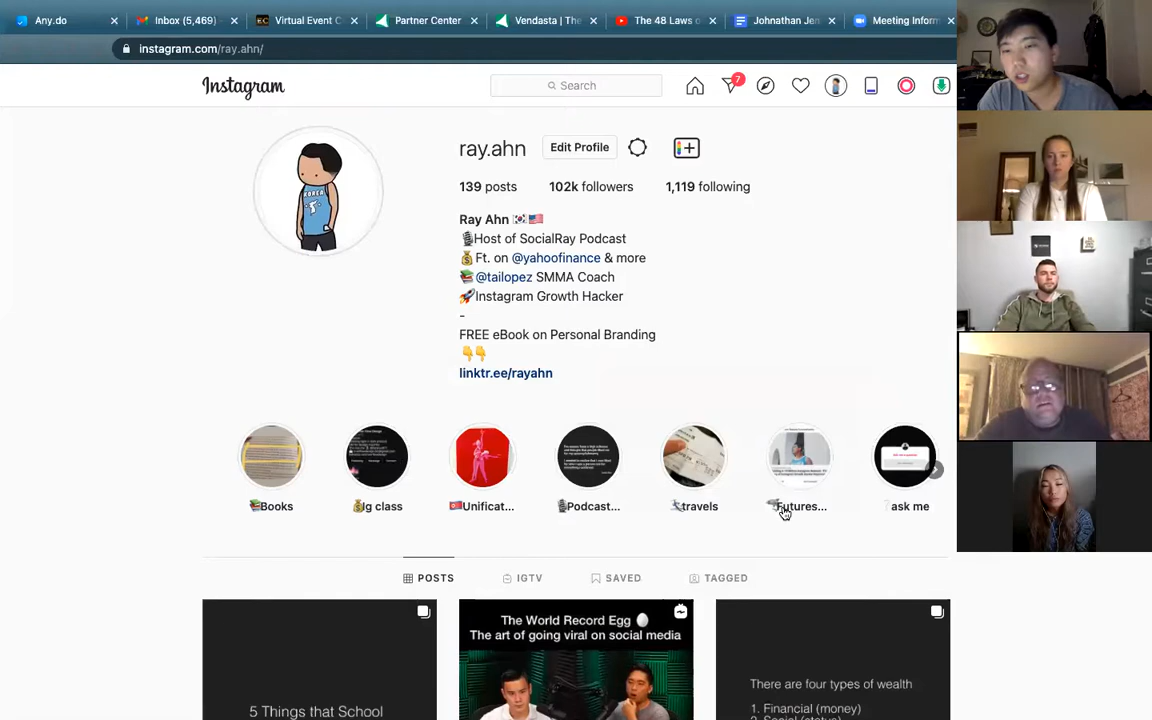 Any.do
Inbox (5,469)
Virtual Event C
Partner Center
Vendasta | The
The 48 Laws o
Johnathan Jen
Meeting Inform
instagram.com/ray.ahn/
Instagram
Search
7
ray.ahn
Edit Profile
139 posts 102k followers 1,119 following
Ray Ahn 🇰🇷🇺🇸
🎙Host of SocialRay Podcast
💰Ft. on @yahoofinance & more
📚@tailopez SMMA Coach
🚀Instagram Growth Hacker
-
FREE eBook on Personal Branding
👇👇
linktr.ee/rayahn
📚Books
💰Ig class
🇰🇵Unificat...
🎙Podcast...
travels
Futures...
ask me
POSTS
IGTV
SAVED
TAGGED
5 Things that School
The World Record Egg 🥚
The art of going viral on social media
There are four types of wealth
1. Financial (money)
KOREA